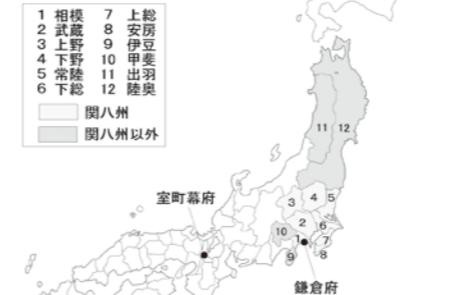 1 相模 7 上総
2 武蔵 8 安房
3 上野 9 伊豆
4 下野 10 甲斐
5 常陸 11 出羽
6 下総 12 陸奥
関八州
関八州以外
11 12
室町幕府
3 4 5
2 6
10 1 7
9 8
鎌倉府